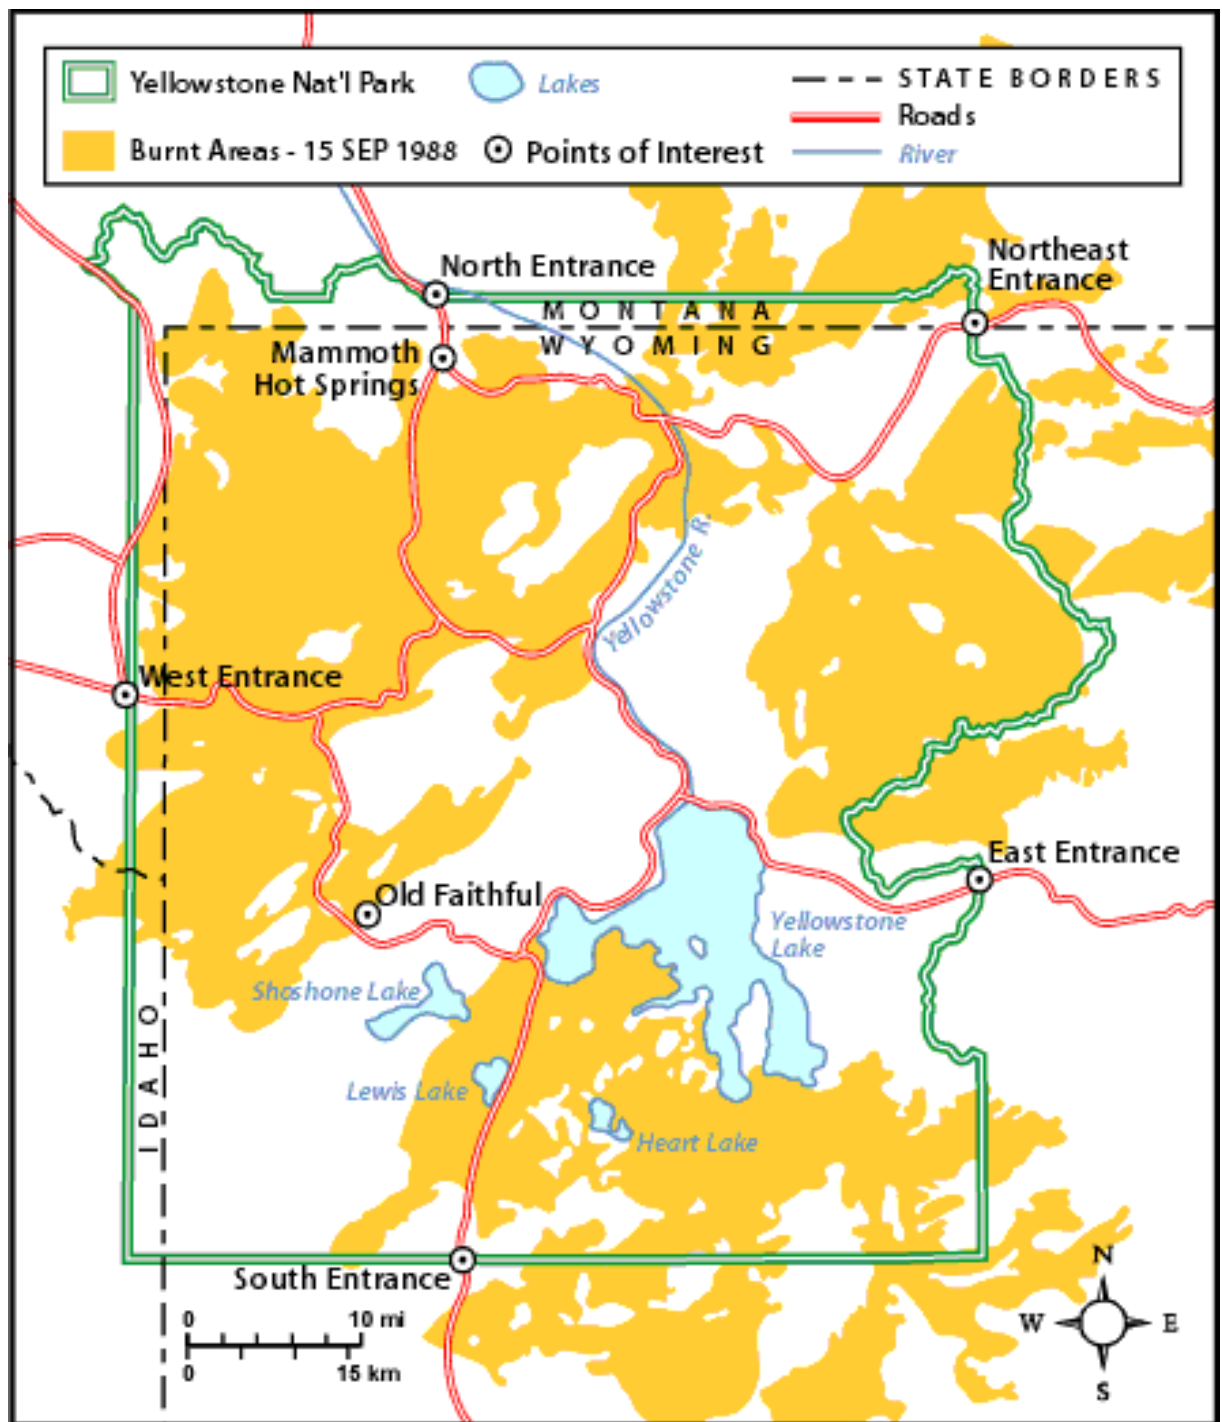 Yellowstone Nat'l Park
Lakes
STATE BORDERS
Roads
Burnt Areas - 15 SEP 1988
Points of Interest
River
North Entrance
Northeast
Entrance
MONTANA
WYOMING
Mammoth
Hot Springs
Yellowstone R.
West Entrance
East Entrance
Old Faithful
Yellowstone
Lake
Shoshone Lake
IDAHO
Lewis Lake
Heart Lake
South Entrance
N
W E
S
0 10 mi
0 15 km